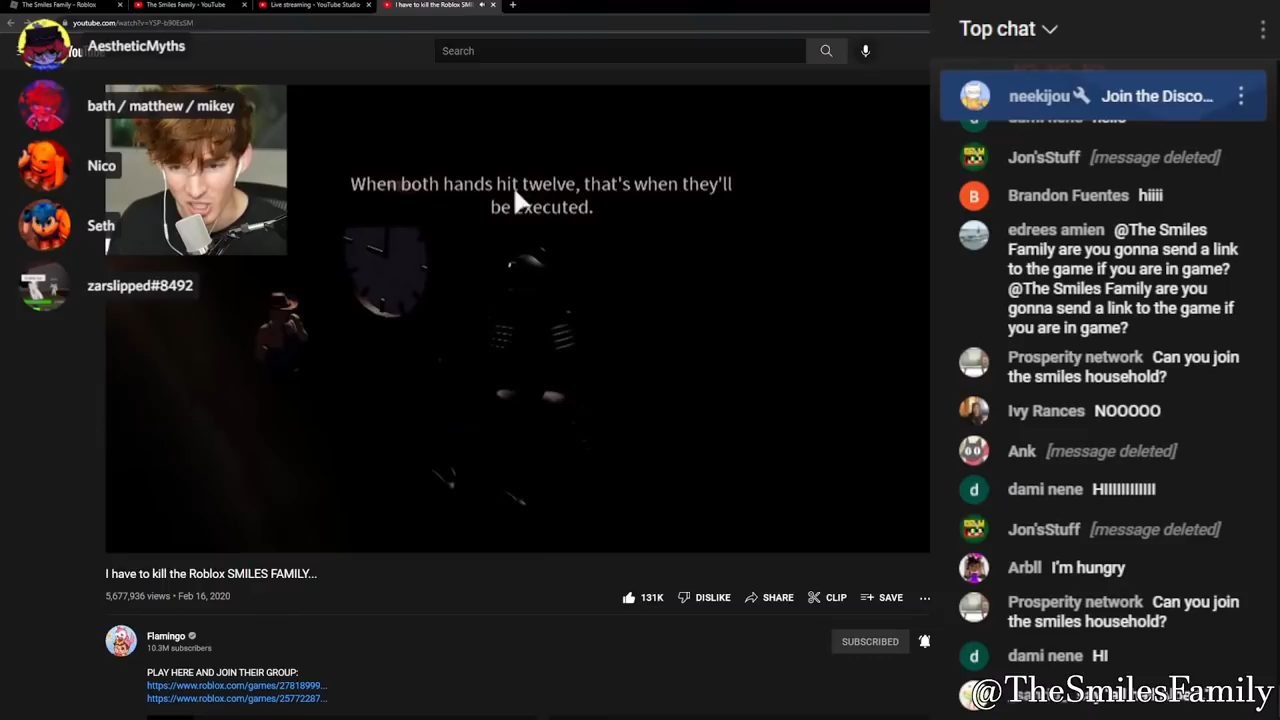 The Smiles Family - Roblox
The Smiles Family - YouTube
Live streaming - YouTube Studio
I have to kill the Roblox SMIL
youtube.com/watch?v=YSP-b90EsSM
Search
AestheticMyths
bath / matthew / mikey
Nico
Seth
zarslipped#8492
When both hands hit twelve, that's when they'll
be executed.
I have to kill the Roblox SMILES FAMILY...
5,677,936 views • Feb 16, 2020
131K
DISLIKE
SHARE
CLIP
SAVE
Flamingo
10.3M subscribers
SUBSCRIBED
PLAY HERE AND JOIN THEIR GROUP:
https://www.roblox.com/games/27818999...
https://www.roblox.com/games/25772287...
Top chat
neekijou Join the Disco...
dami nene hello
Jon'sStuff [message deleted]
B
Brandon Fuentes hiiii
edrees amien @The Smiles
Family are you gonna send a link
to the game if you are in game?
@The Smiles Family are you
gonna send a link to the game if
you are in game?
Prosperity network Can you join
the smiles household?
Ivy Rances NOOOOO
Ank [message deleted]
d
dami nene HIIIIIIIIIIII
Jon'sStuff [message deleted]
Arbll I'm hungry
Prosperity network Can you join
the smiles household?
d
dami nene HI
@TheSmilesFamily